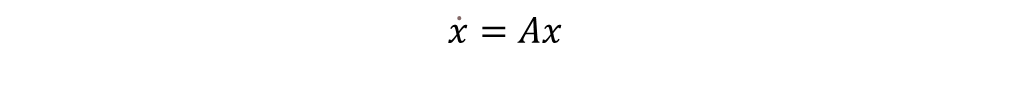 ẋ = Ax